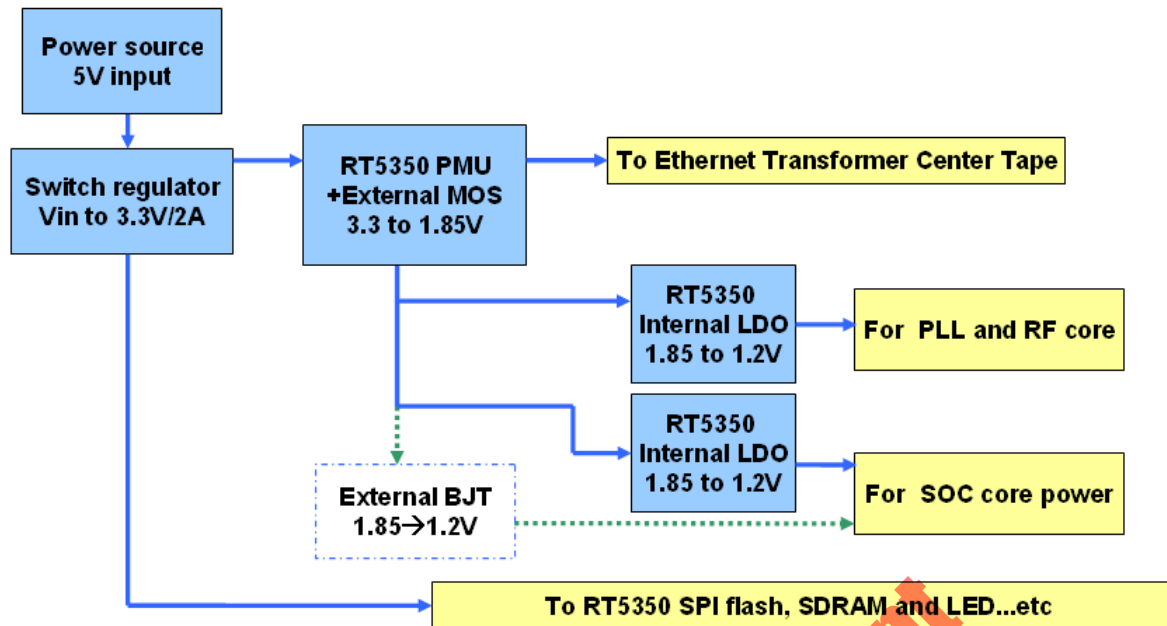 Power source
5V input
Switch regulator
Vin to 3.3V/2A
RT5350 PMU
+External MOS
3.3 to 1.85V
To Ethernet Transformer Center Tape
RT5350
Internal LDO
1.85 to 1.2V
For PLL and RF core
RT5350
Internal LDO
1.85 to 1.2V
For SOC core power
External BJT
1.85→1.2V
To RT5350 SPI flash, SDRAM and LED...etc